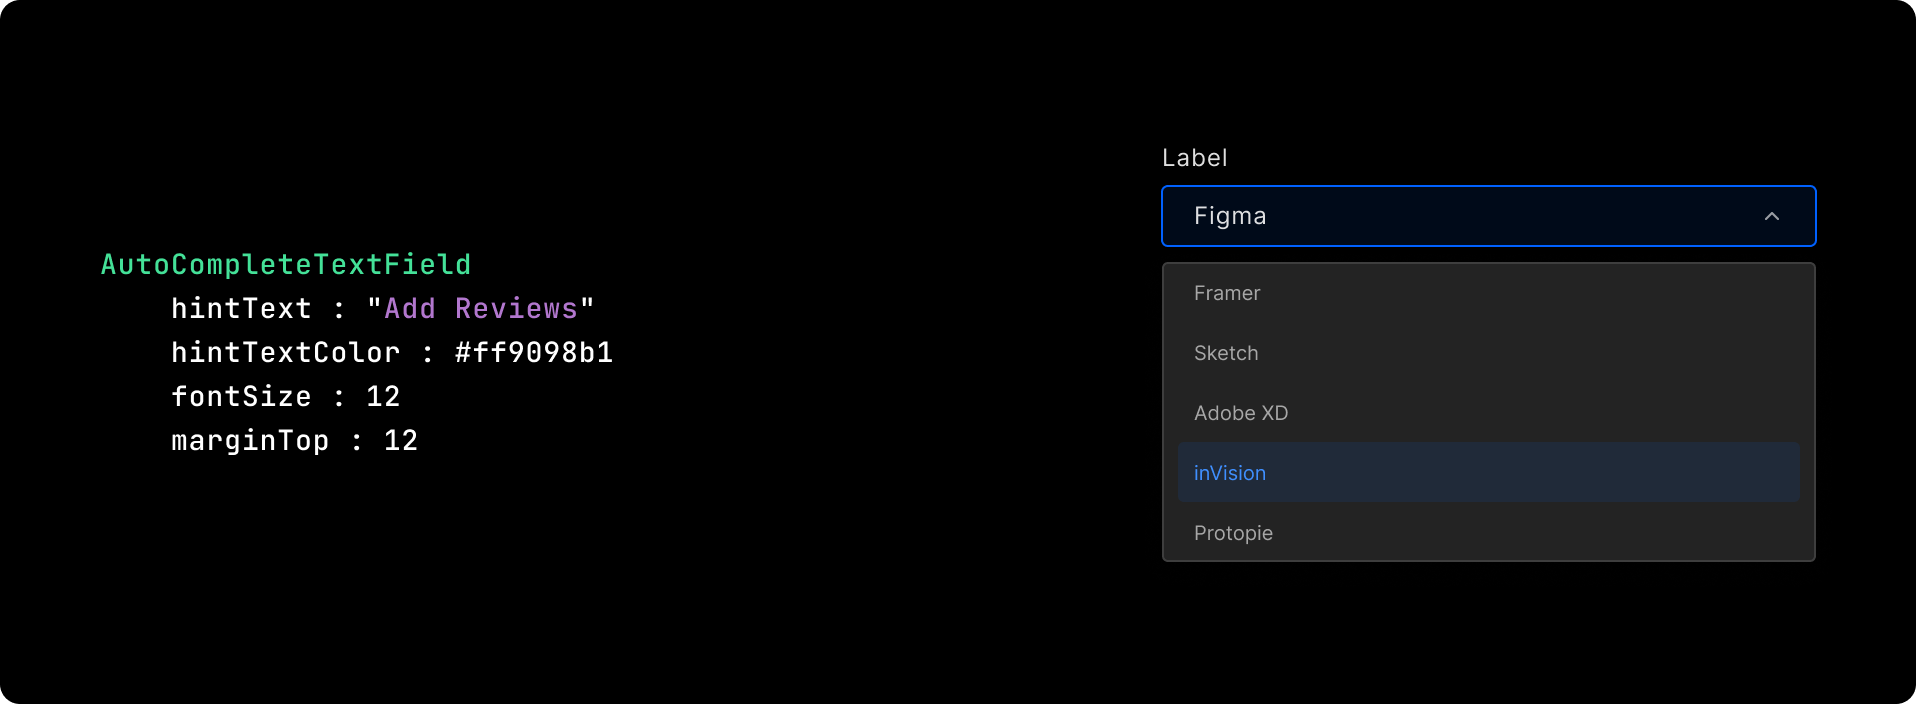 AutoCompleteTextField
hintText : "Add Reviews"
hintTextColor : #ff9098b1
fontSize : 12
marginTop : 12
Label
Figma
Framer
Sketch
Adobe XD
inVision
Protopie